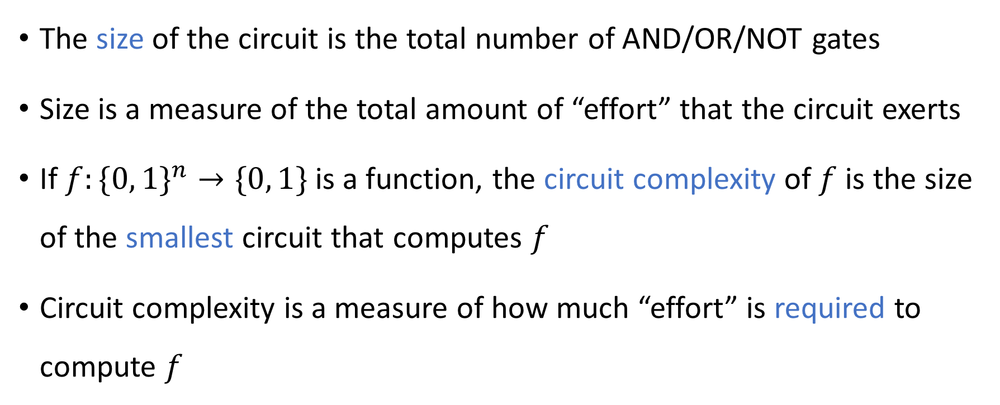 • The size of the circuit is the total number of AND/OR/NOT gates
• Size is a measure of the total amount of “effort” that the circuit exerts
• If 𝑓: {0, 1}ⁿ → {0, 1} is a function, the circuit complexity of 𝑓 is the size
of the smallest circuit that computes 𝑓
• Circuit complexity is a measure of how much “effort” is required to
compute 𝑓